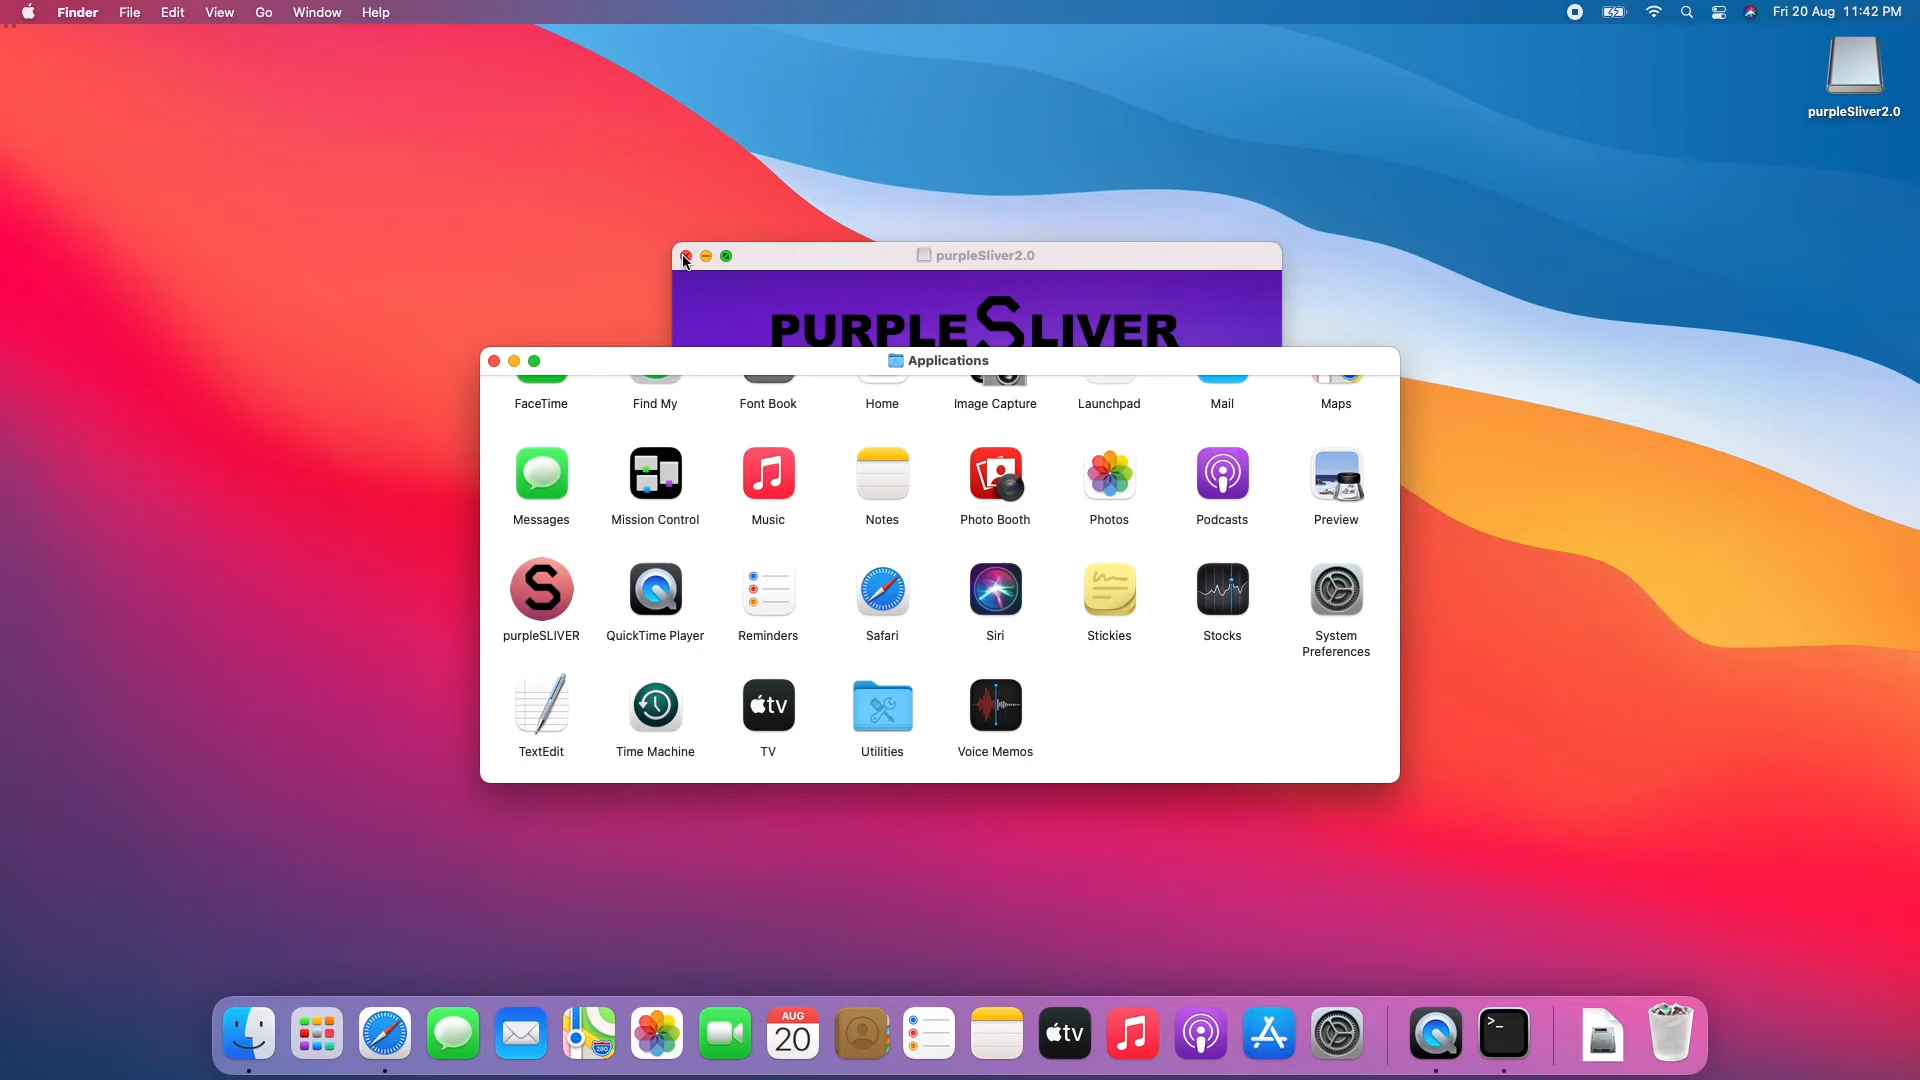 Finder File Edit View Go Window Help Fri 20 Aug 11:42 PM
purpleSliver2.0
purpleSliver2.0
PURPLE SLIVER
Applications
FaceTime Find My Font Book Home Image Capture Launchpad Mail Maps
Messages Mission Control Music Notes Photo Booth Photos Podcasts Preview
S
purpleSLIVER QuickTime Player Reminders Safari Siri Stickies Stocks System
Preferences
tv
TextEdit Time Machine TV Utilities Voice Memos
AUG
20
tv
280
>_